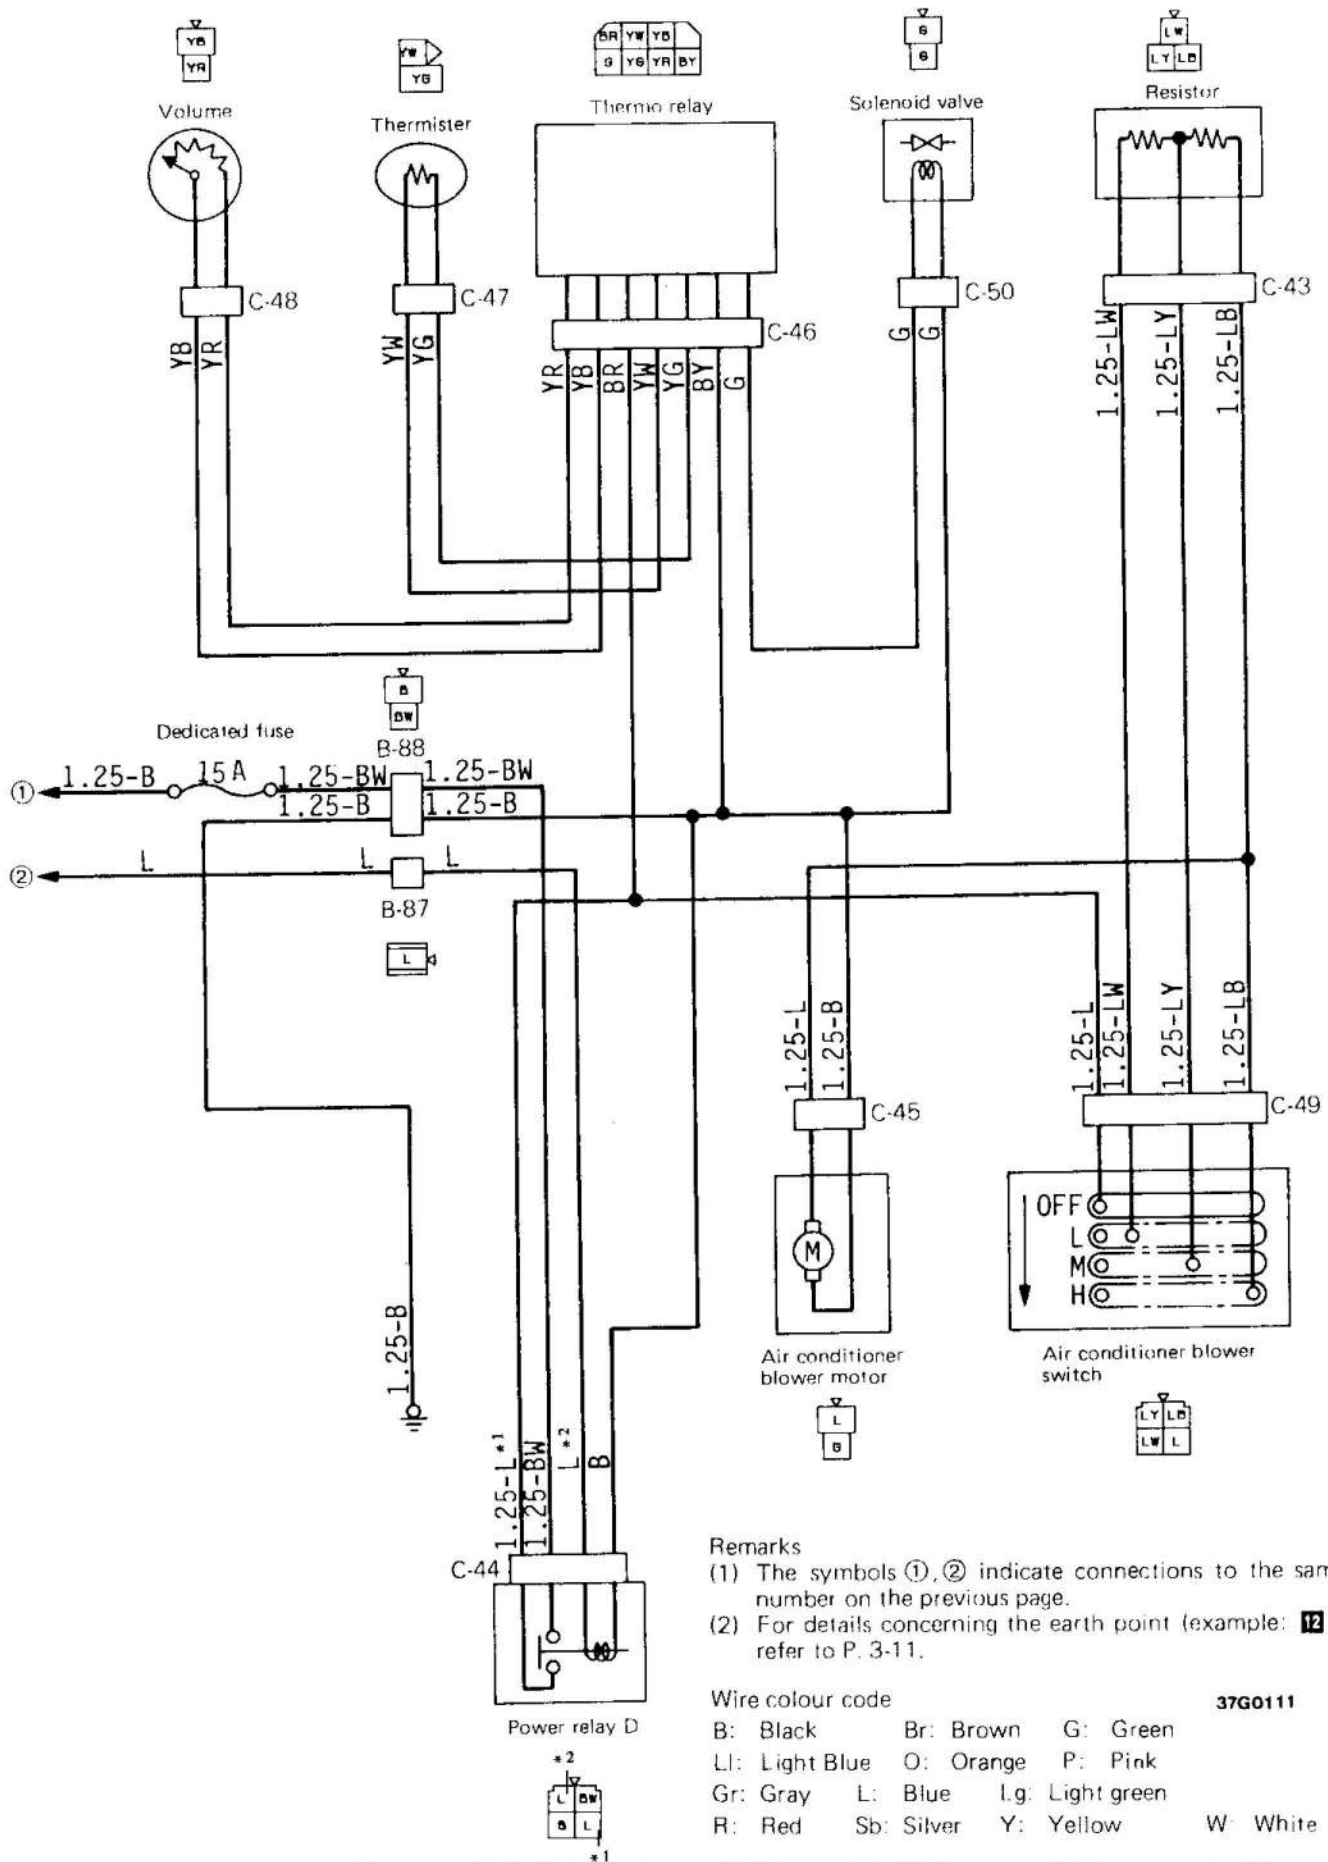 YB
YR
Volume
YW
YG
Thermister
BR YW YB
G YG YR BY
Thermo relay
G
G
Solenoid valve
LW
LY LB
Resistor
C-48
C-47
C-46
C-50
C-43
YB
YR
YW
YG
YR
YB
BR
YW
YG
BY
G
G
G
1.25-LW
1.25-LY
1.25-LB
B
BW
Dedicated fuse
B-88
① 1.25-B 15A 1.25-BW 1.25-BW
1.25-B 1.25-B
② L L L
B-87
L
1.25-L
1.25-B
1.25-L
1.25-LW
1.25-LY
1.25-LB
C-45
C-49
OFF
L
M
H
M
Air conditioner
blower motor
Air conditioner blower
switch
L
LY LB
LW L
1.25-B
1.25-L*1
1.25-BW
L*2
B
C-44
Power relay D
*2
L BW
B L
*1
Remarks
(1) The symbols ①, ② indicate connections to the sam
number on the previous page.
(2) For details concerning the earth point (example: 12
refer to P. 3-11.
Wire colour code 37G0111
B: Black Br: Brown G: Green
Ll: Light Blue O: Orange P: Pink
Gr: Gray L: Blue Lg: Light green
R: Red Sb: Silver Y: Yellow W: White